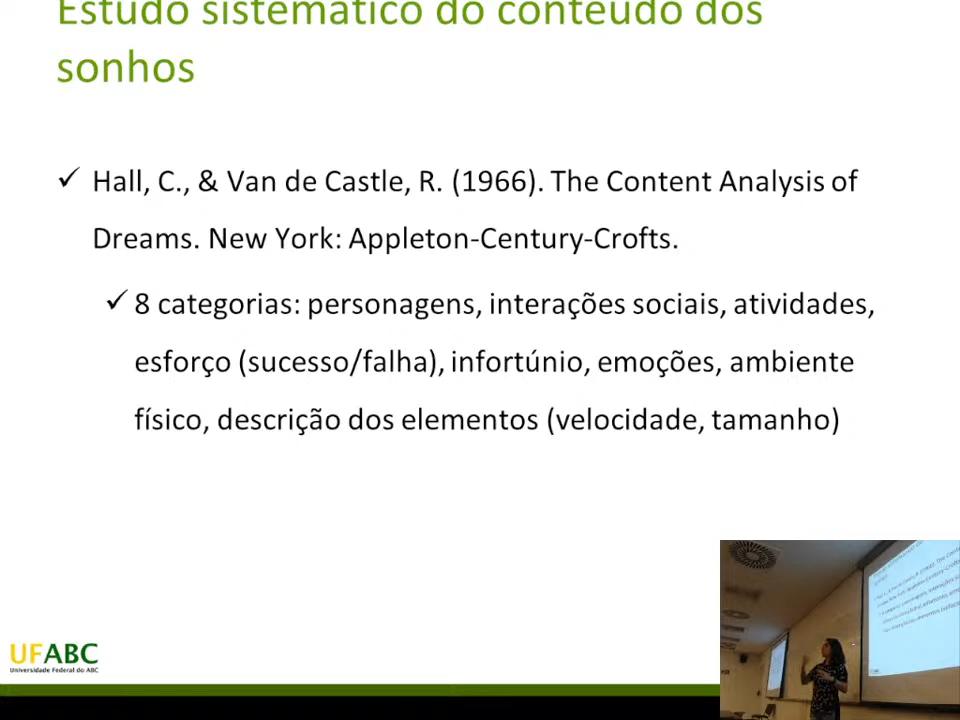 Estudo sistemático do conteúdo dos
sonhos
✓ Hall, C., & Van de Castle, R. (1966). The Content Analysis of
Dreams. New York: Appleton-Century-Crofts.
✓ 8 categorias: personagens, interações sociais, atividades,
esforço (sucesso/falha), infortúnio, emoções, ambiente
físico, descrição dos elementos (velocidade, tamanho)
UFABC
Universidade Federal do ABC